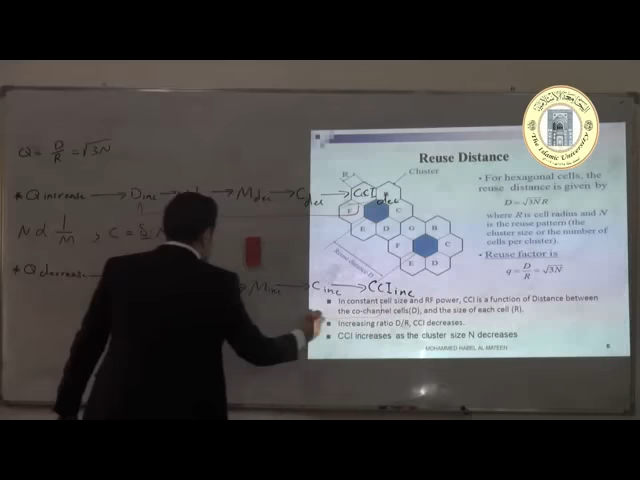 الجامعة الإسلامية
The Islamic University
Q = D/R = √3N
* Q increase → D inc → → M dec → C dec → CCI dec
N α 1/M , C = S/
* Q decrease → M inc → C inc → CCI inc
Reuse Distance
R
Cluster
F C
E D G B
F C
E D
Reuse distance D
For hexagonal cells, the
reuse distance is given by
D = √3N R
where R is cell radius and N
is the reuse pattern (the
cluster size or the number of
cells per cluster).
Reuse factor is
q = D/R = √3N
In constant cell size and RF power, CCI is a function of Distance between
the co-channel cells(D), and the size of each cell (R).
Increasing ratio D/R, CCI decreases.
CCI increases as the cluster size N decreases
MOHAMMED HABEL AL-MATEEN
6